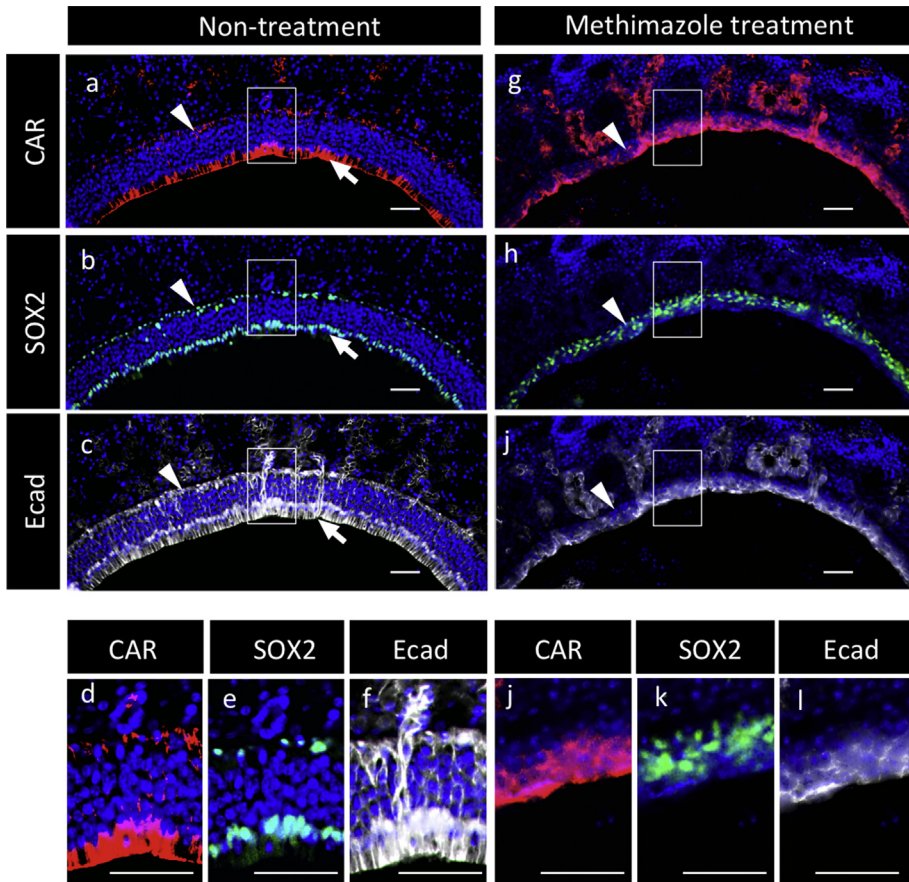 Non-treatment
Methimazole treatment
CAR
a
g
SOX2
b
h
Ecad
c
j
CAR
SOX2
Ecad
CAR
SOX2
Ecad
d
e
f
j
k
l